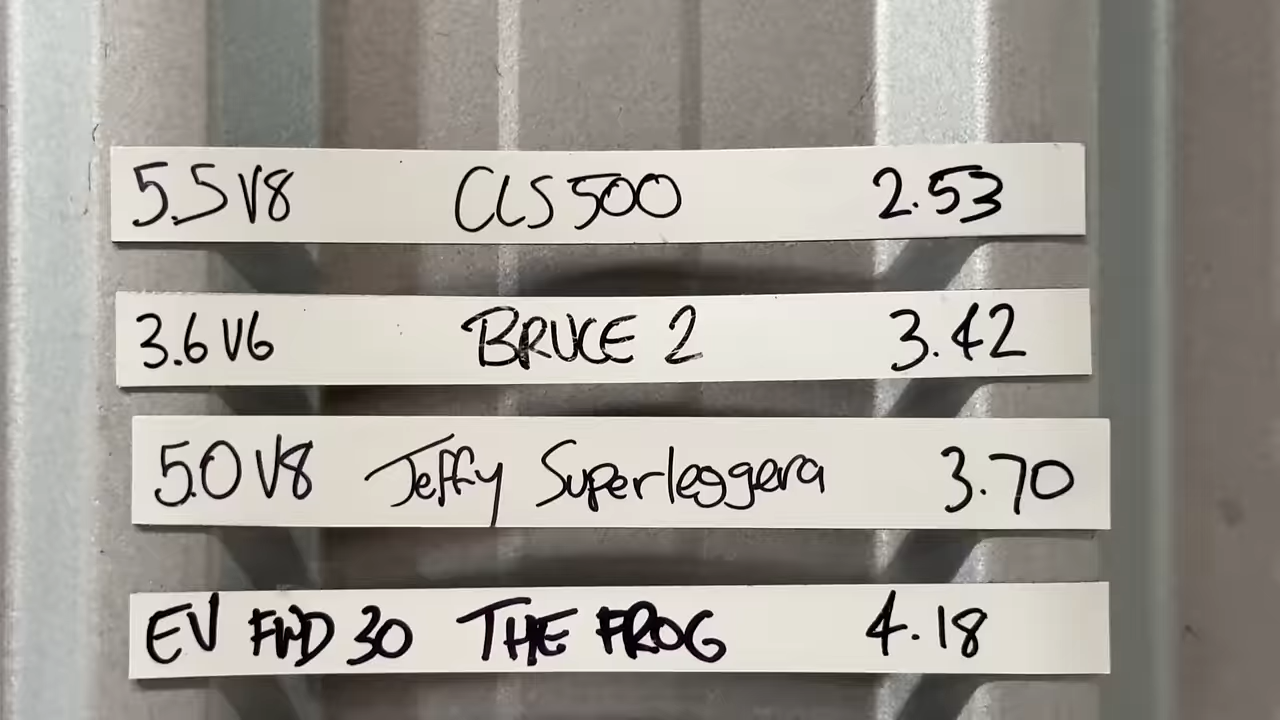 5.5 V8 CLS 500 2.53
3.6 V6 BRUCE 2 3.42
5.0 V8 Jeffy Superleggera 3.70
EV FWD 30 THE FROG 4.18